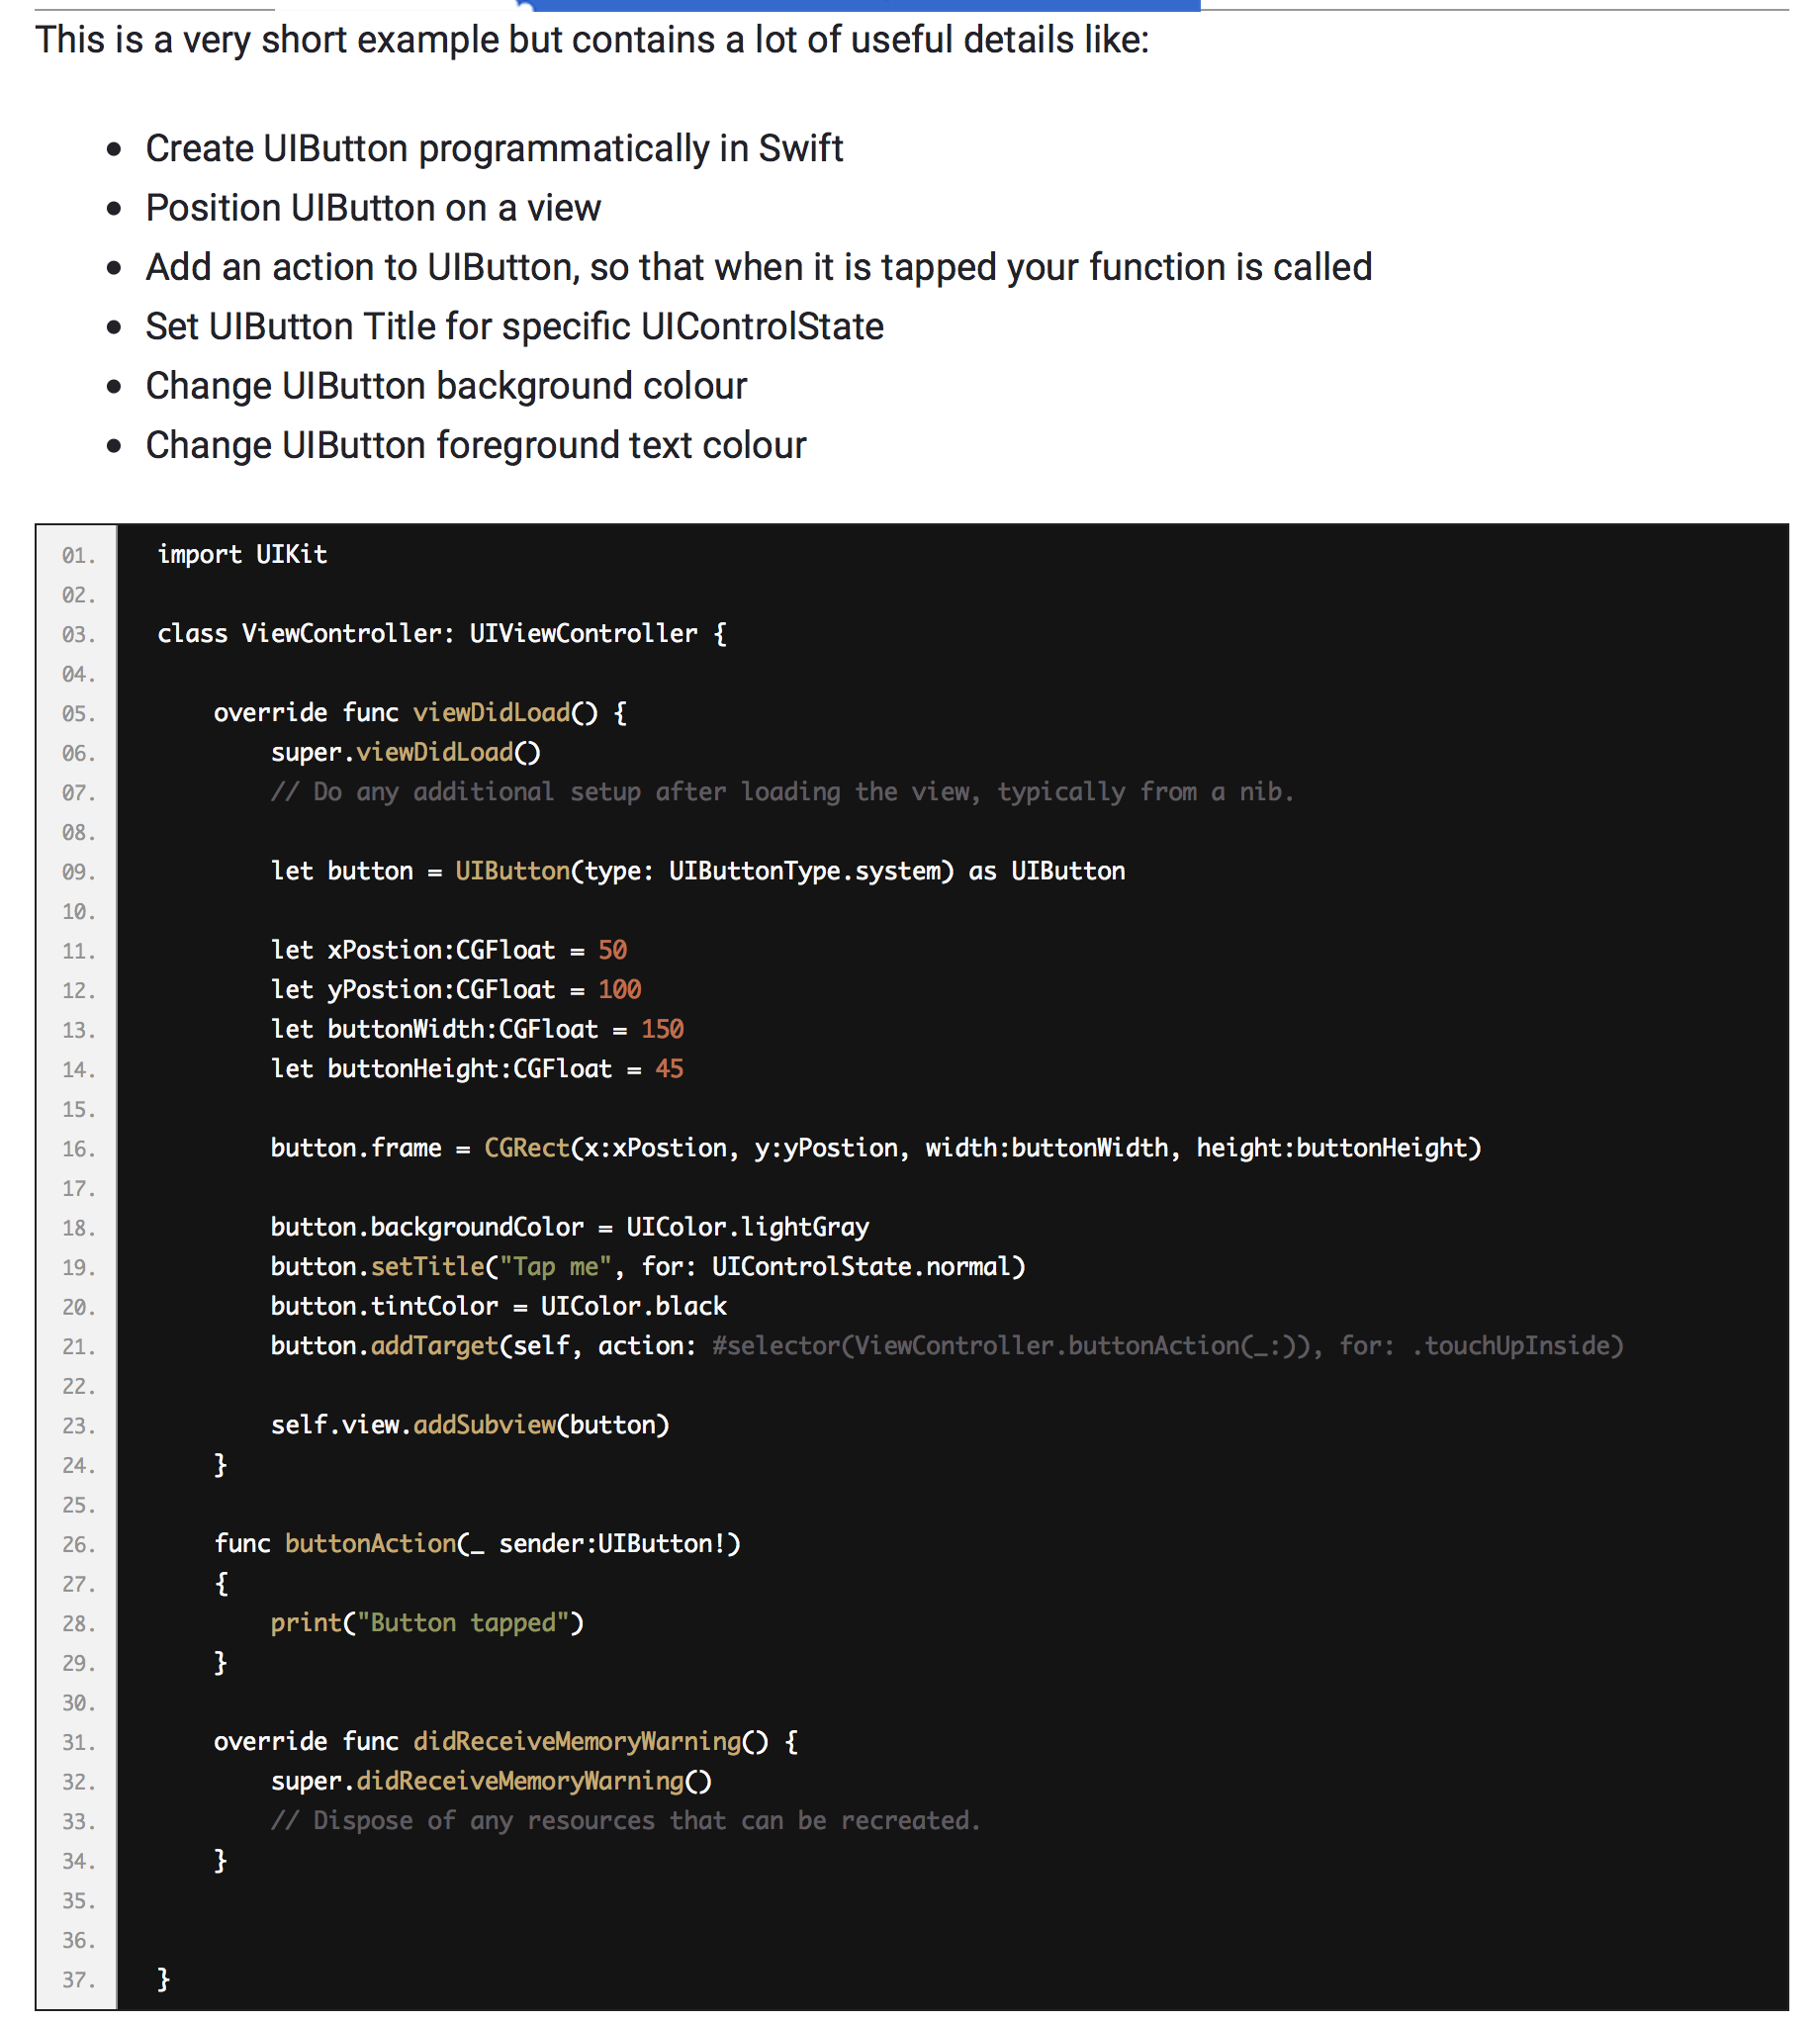 This is a very short example but contains a lot of useful details like:
• Create UIButton programmatically in Swift
• Position UIButton on a view
• Add an action to UIButton, so that when it is tapped your function is called
• Set UIButton Title for specific UIControlState
• Change UIButton background colour
• Change UIButton foreground text colour
01. import UIKit
02.
03. class ViewController: UIViewController {
04.
05.     override func viewDidLoad() {
06.         super.viewDidLoad()
07.         // Do any additional setup after loading the view, typically from a nib.
08.
09.         let button = UIButton(type: UIButtonType.system) as UIButton
10.
11.         let xPostion:CGFloat = 50
12.         let yPostion:CGFloat = 100
13.         let buttonWidth:CGFloat = 150
14.         let buttonHeight:CGFloat = 45
15.
16.         button.frame = CGRect(x:xPostion, y:yPostion, width:buttonWidth, height:buttonHeight)
17.
18.         button.backgroundColor = UIColor.lightGray
19.         button.setTitle("Tap me", for: UIControlState.normal)
20.         button.tintColor = UIColor.black
21.         button.addTarget(self, action: #selector(ViewController.buttonAction(_:)), for: .touchUpInside)
22.
23.         self.view.addSubview(button)
24.     }
25.
26.     func buttonAction(_ sender:UIButton!)
27.     {
28.         print("Button tapped")
29.     }
30.
31.     override func didReceiveMemoryWarning() {
32.         super.didReceiveMemoryWarning()
33.         // Dispose of any resources that can be recreated.
34.     }
35.
36.
37. }